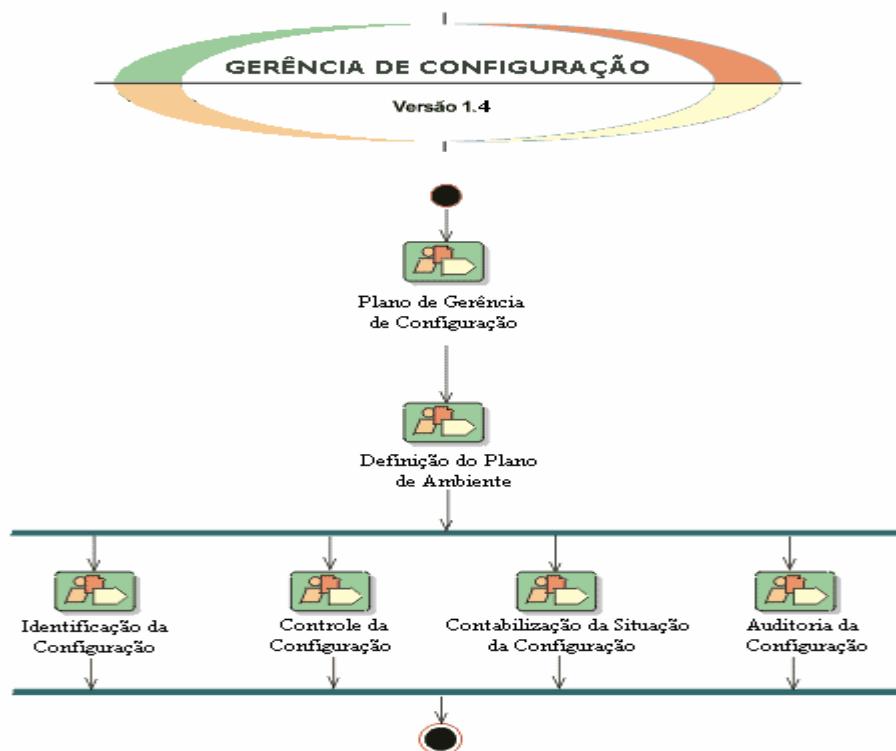 GERÊNCIA DE CONFIGURAÇÃO
Versão 1.4
Plano de Gerência
de Configuração
Definição do Plano
de Ambiente
Identificação da
Configuração
Controle da
Configuração
Contabilização da Situação
da Configuração
Auditoria da
Configuração